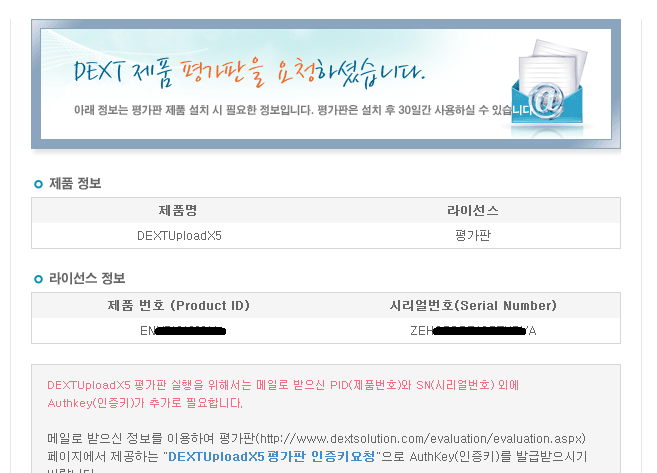 DEXT 제품 평가판을 요청하셨습니다.
아래 정보는 평가판 제품 설치 시 필요한 정보입니다. 평가판은 설치 후 30일간 사용하실 수 있습니다.
제품 정보
제품명 라이선스
DEXTUploadX5 평가판
라이선스 정보
제품 번호 (Product ID) 시리얼번호(Serial Number)
DEXTUploadX5 평가판 실행을 위해서는 메일로 받으신 PID(제품번호)와 SN(시리얼번호) 외에
Authkey(인증키)가 추가로 필요합니다.
메일로 받으신 정보를 이용하여 평가판(http://www.dextsolution.com/evaluation/evaluation.aspx)
페이지에서 제공하는 "DEXTUploadX5 평가판 인증키요청"으로 AuthKey(인증키)를 발급받으시기